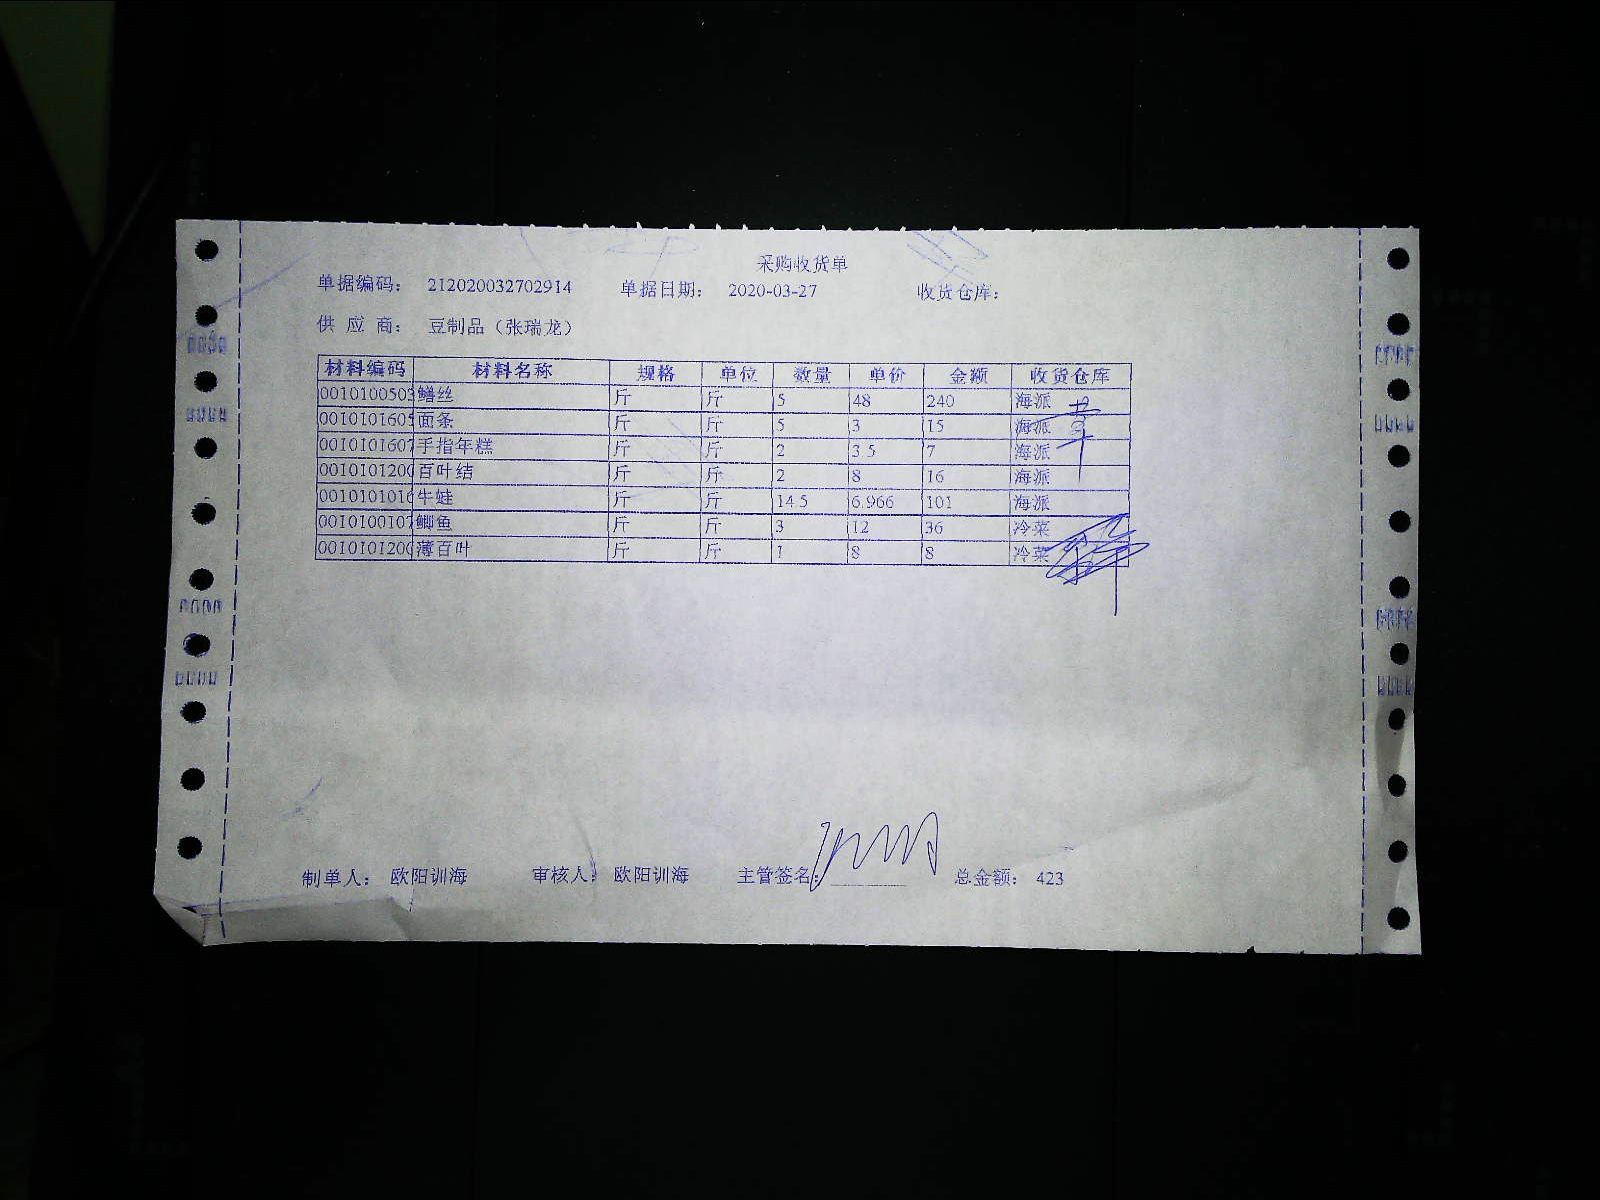 采购收货单
单据编码： 212020032702914 单据日期： 2020-03-27 收货仓库：
供 应 商： 豆制品（张瑞龙）
材料编码 材料名称 规格 单位 数量 单价 金额 收货仓库
0010100503 鳝丝 斤 斤 5 48 240 海派
0010101605 面条 斤 斤 5 3 15 海派
0010101607 手指年糕 斤 斤 2 3.5 7 海派
0010101200 百叶结 斤 斤 2 8 16 海派
0010101016 牛蛙 斤 斤 14.5 6.966 101 海派
0010100107 鲫鱼 斤 斤 3 12 36 冷菜
0010101200 薄百叶 斤 斤 1 8 8 冷菜
制单人： 欧阳训海 审核人： 欧阳训海 主管签名： 总金额： 423